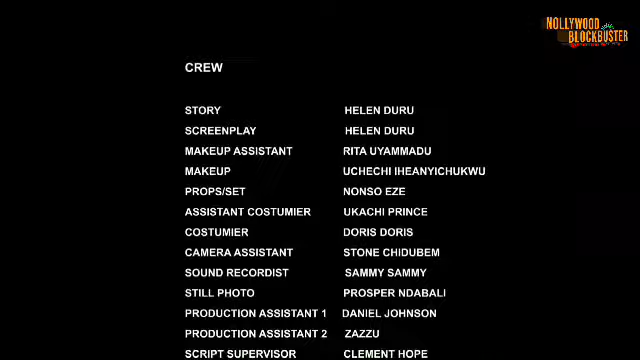 NOLLYWOOD
BLOCKBUSTER
CREW
STORY HELEN DURU
SCREENPLAY HELEN DURU
MAKEUP ASSISTANT RITA UYAMMADU
MAKEUP UCHECHI IHEANYICHUKWU
PROPS/SET NONSO EZE
ASSISTANT COSTUMIER UKACHI PRINCE
COSTUMIER DORIS DORIS
CAMERA ASSISTANT STONE CHIDUBEM
SOUND RECORDIST SAMMY SAMMY
STILL PHOTO PROSPER NDABALI
PRODUCTION ASSISTANT 1 DANIEL JOHNSON
PRODUCTION ASSISTANT 2 ZAZZU
SCRIPT SUPERVISOR CLEMENT HOPE